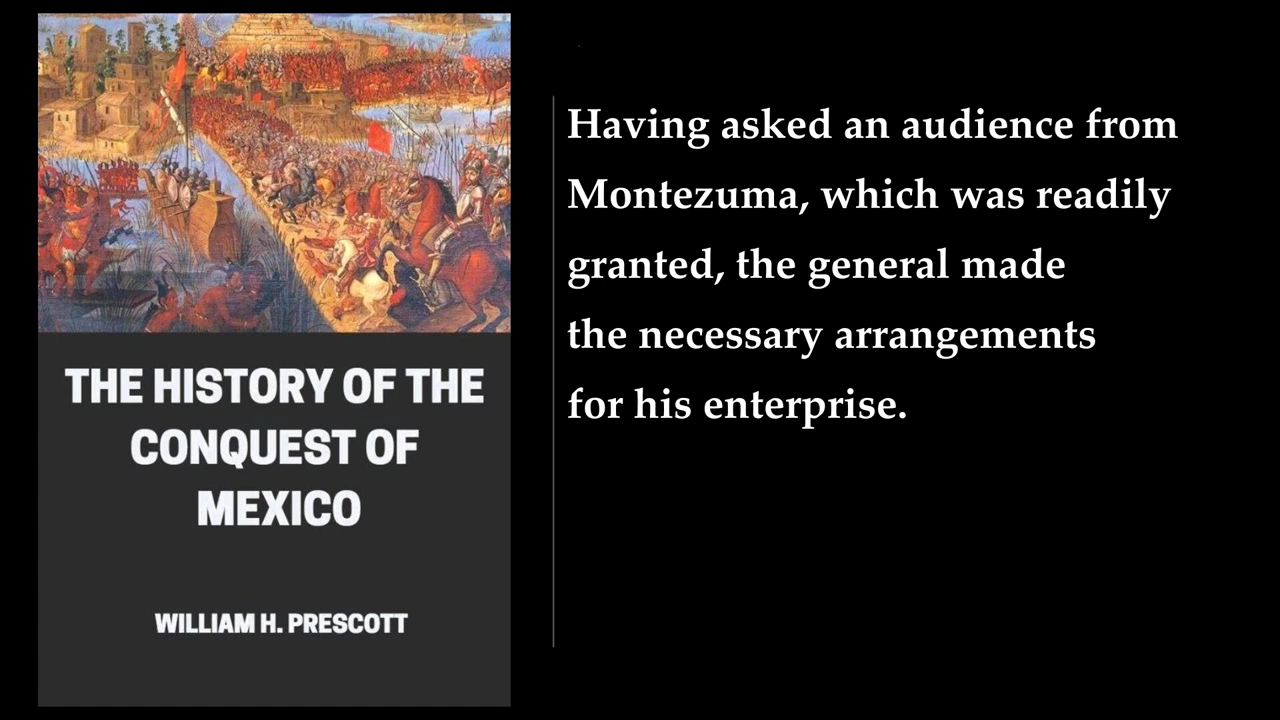 THE HISTORY OF THE
CONQUEST OF
MEXICO
WILLIAM H. PRESCOTT
Having asked an audience from
Montezuma, which was readily
granted, the general made
the necessary arrangements
for his enterprise.